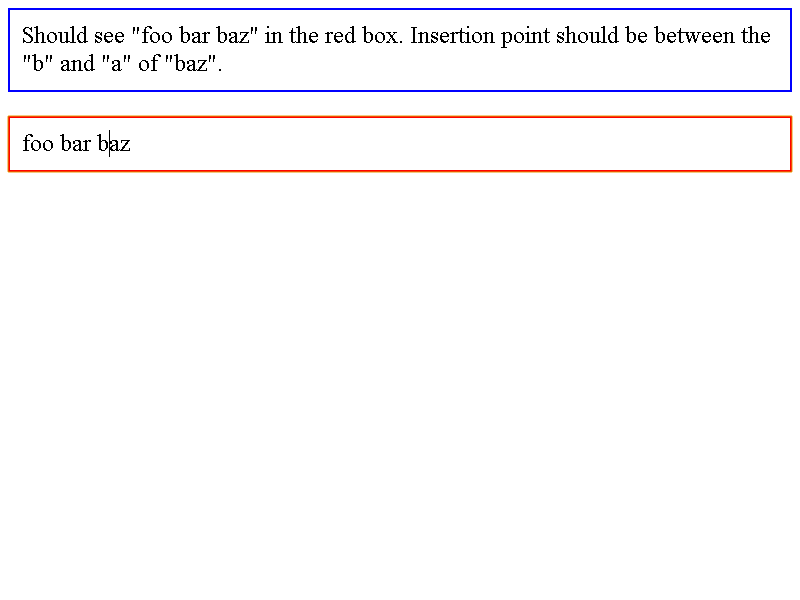 Should see "foo bar baz" in the red box. Insertion point should be between the
"b" and "a" of "baz".
foo bar baz